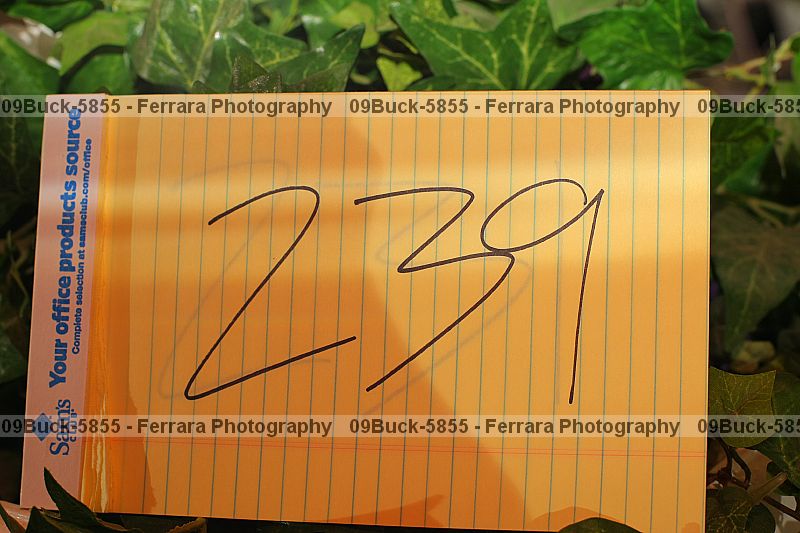 09Buck-5855 - Ferrara Photography 09Buck-5855 - Ferrara Photography 09Buck-585
239
Your office products source
Complete selection at samsclub.com/office
Sam's
CLUB
09Buck-5855 - Ferrara Photography 09Buck-5855 - Ferrara Photography 09Buck-585